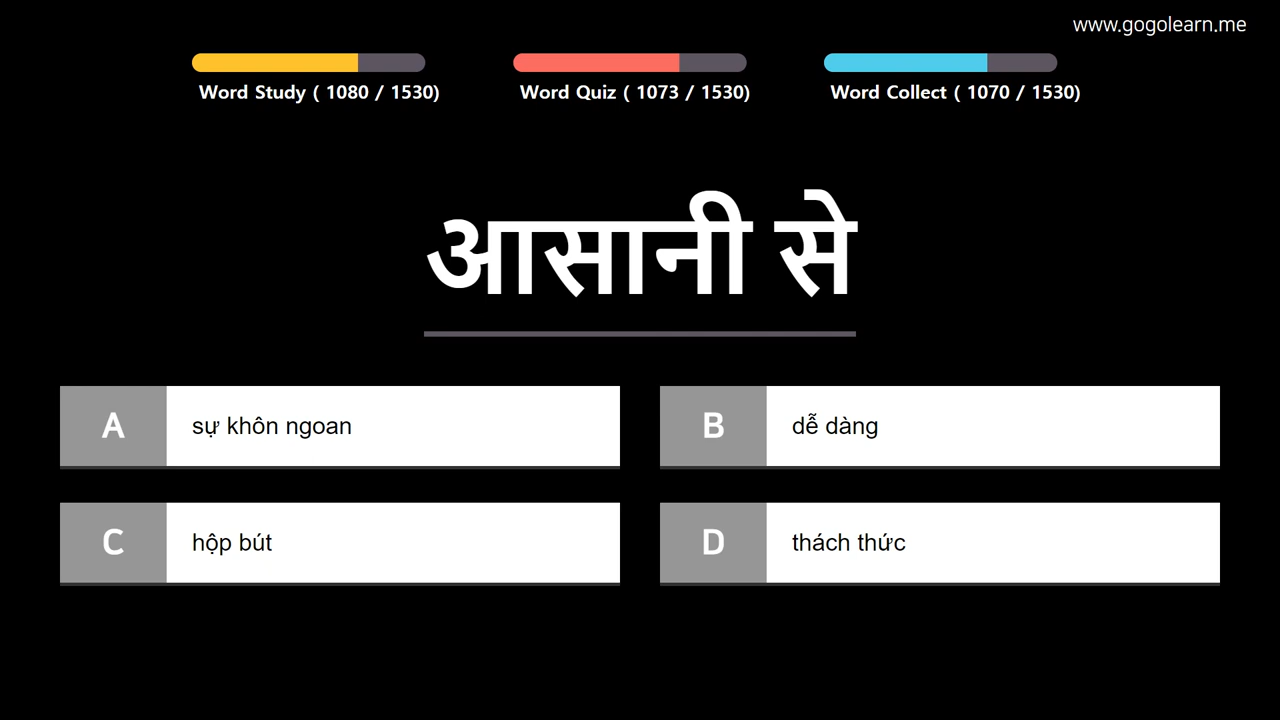 www.gogolearn.me
Word Study ( 1080 / 1530)
Word Quiz ( 1073 / 1530)
Word Collect ( 1070 / 1530)
आसानी से
A
sự khôn ngoan
B
dễ dàng
C
hộp bút
D
thách thức